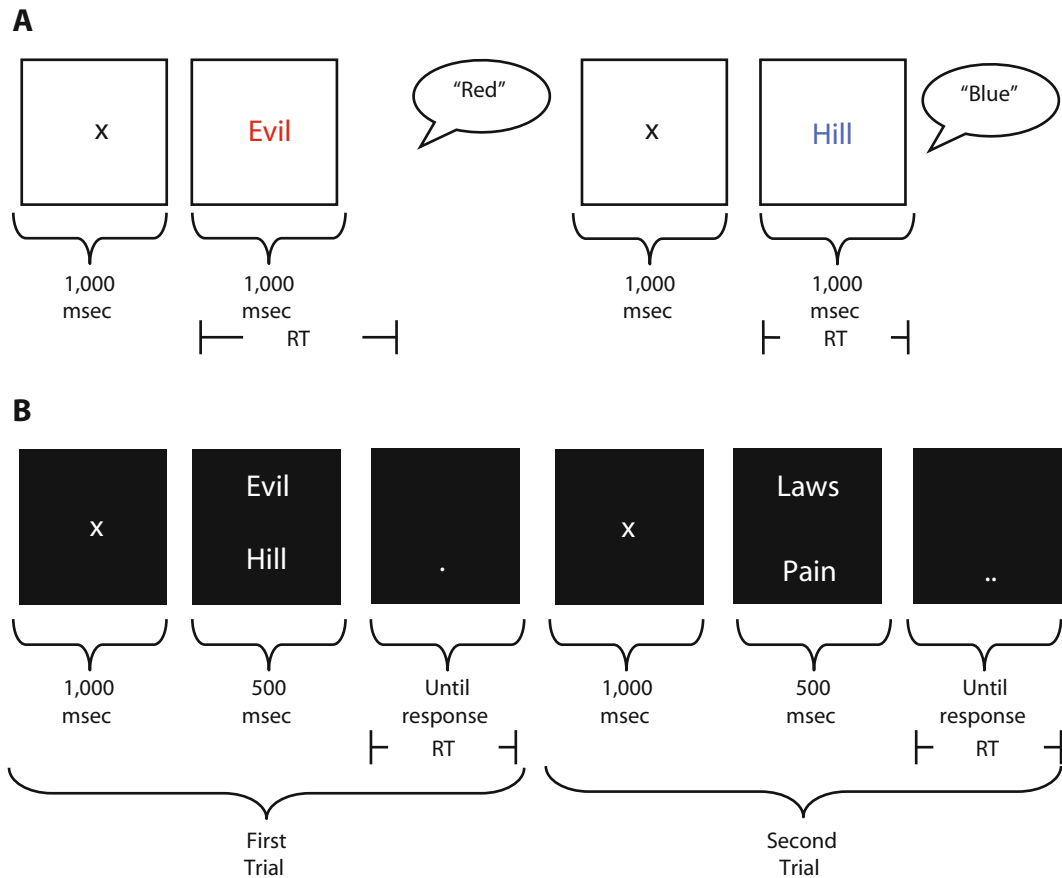 A
x
Evil
"Red"
x
Hill
"Blue"
1,000
msec
1,000
msec
RT
1,000
msec
1,000
msec
RT
B
x
Evil
Hill
.
x
Laws
Pain
..
1,000
msec
500
msec
Until
response
RT
1,000
msec
500
msec
Until
response
RT
First
Trial
Second
Trial